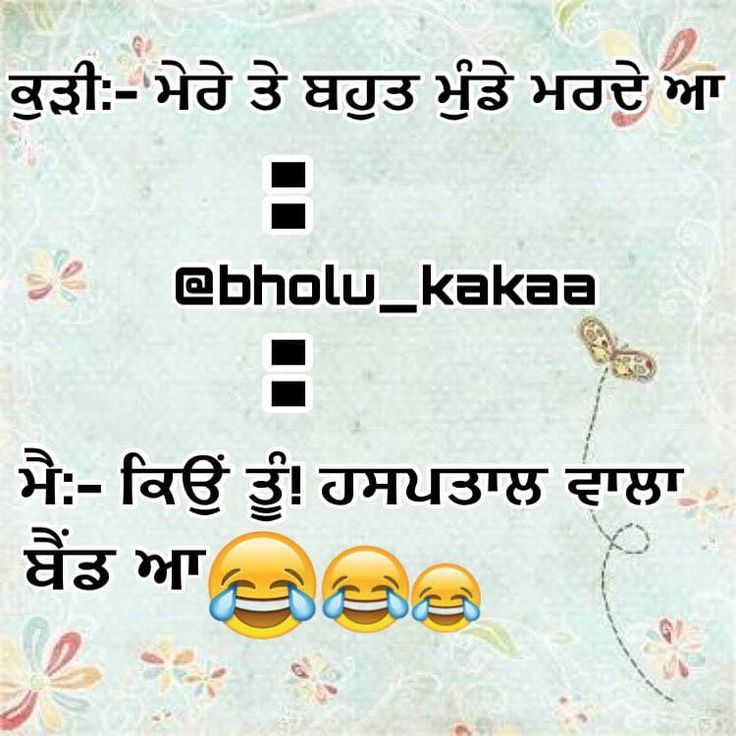 ਕੁੜੀ:- ਮੇਰੇ ਤੇ ਬਹੁਤ ਮੁੰਡੇ ਮਰਦੇ ਆ
@bholu_kakaa
ਮੈ:- ਕਿਉਂ ਤੂੰ! ਹਸਪਤਾਲ ਵਾਲਾ
ਬੈਂਡ ਆ😂😂😂